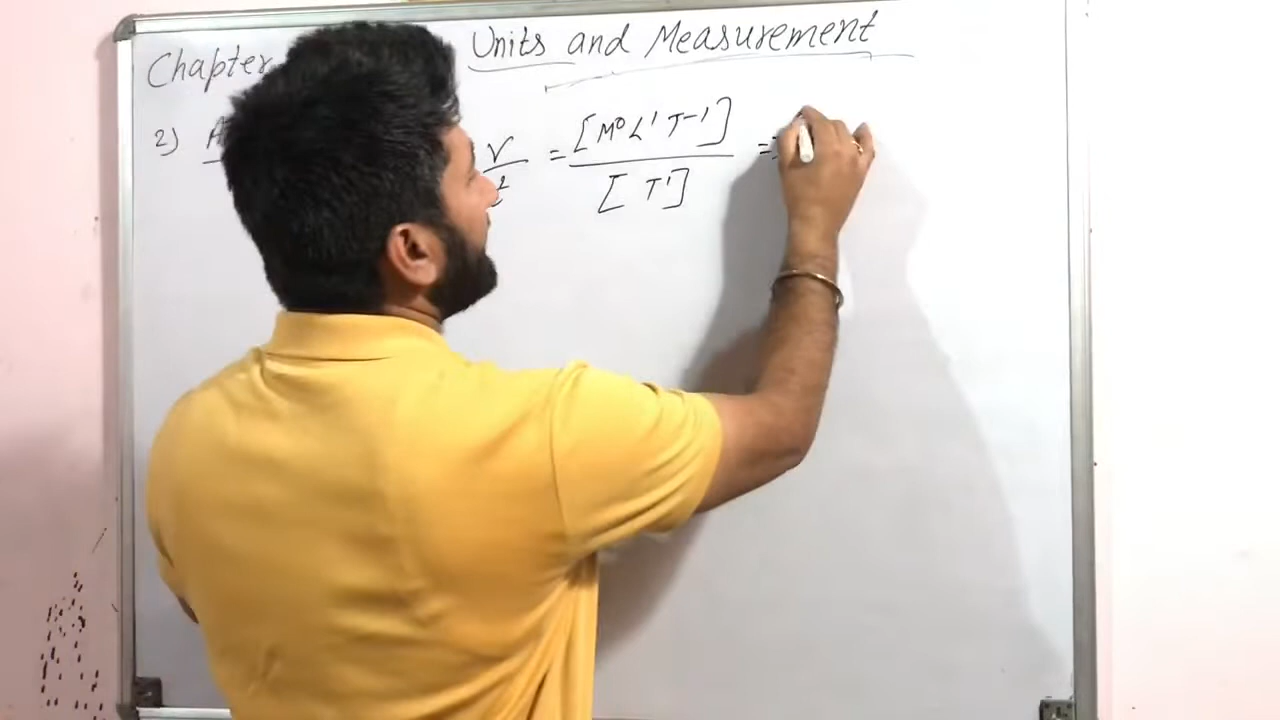 Chapter Units and Measurement
2) A v/t = [M⁰L¹T⁻¹]/[T¹] =